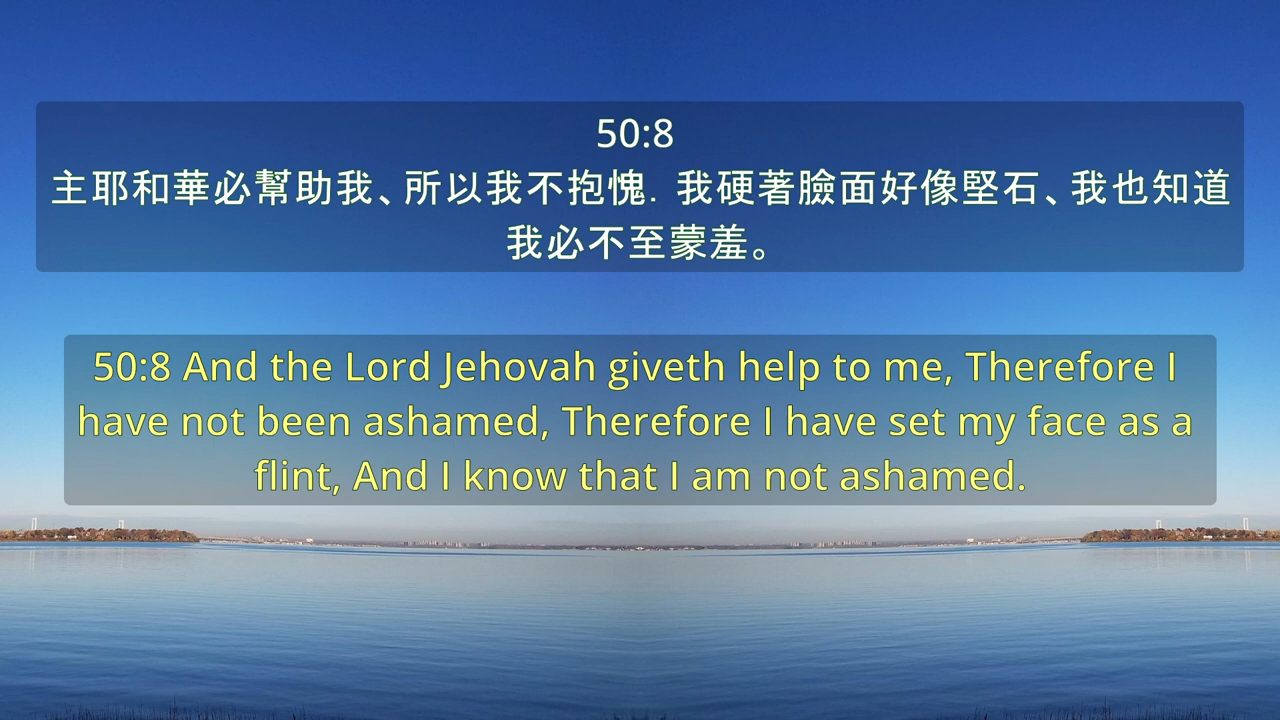 50:8
主耶和華必幫助我、所以我不抱愧. 我硬著臉面好像堅石、我也知道
我必不至蒙羞。
50:8 And the Lord Jehovah giveth help to me, Therefore I
have not been ashamed, Therefore I have set my face as a
flint, And I know that I am not ashamed.